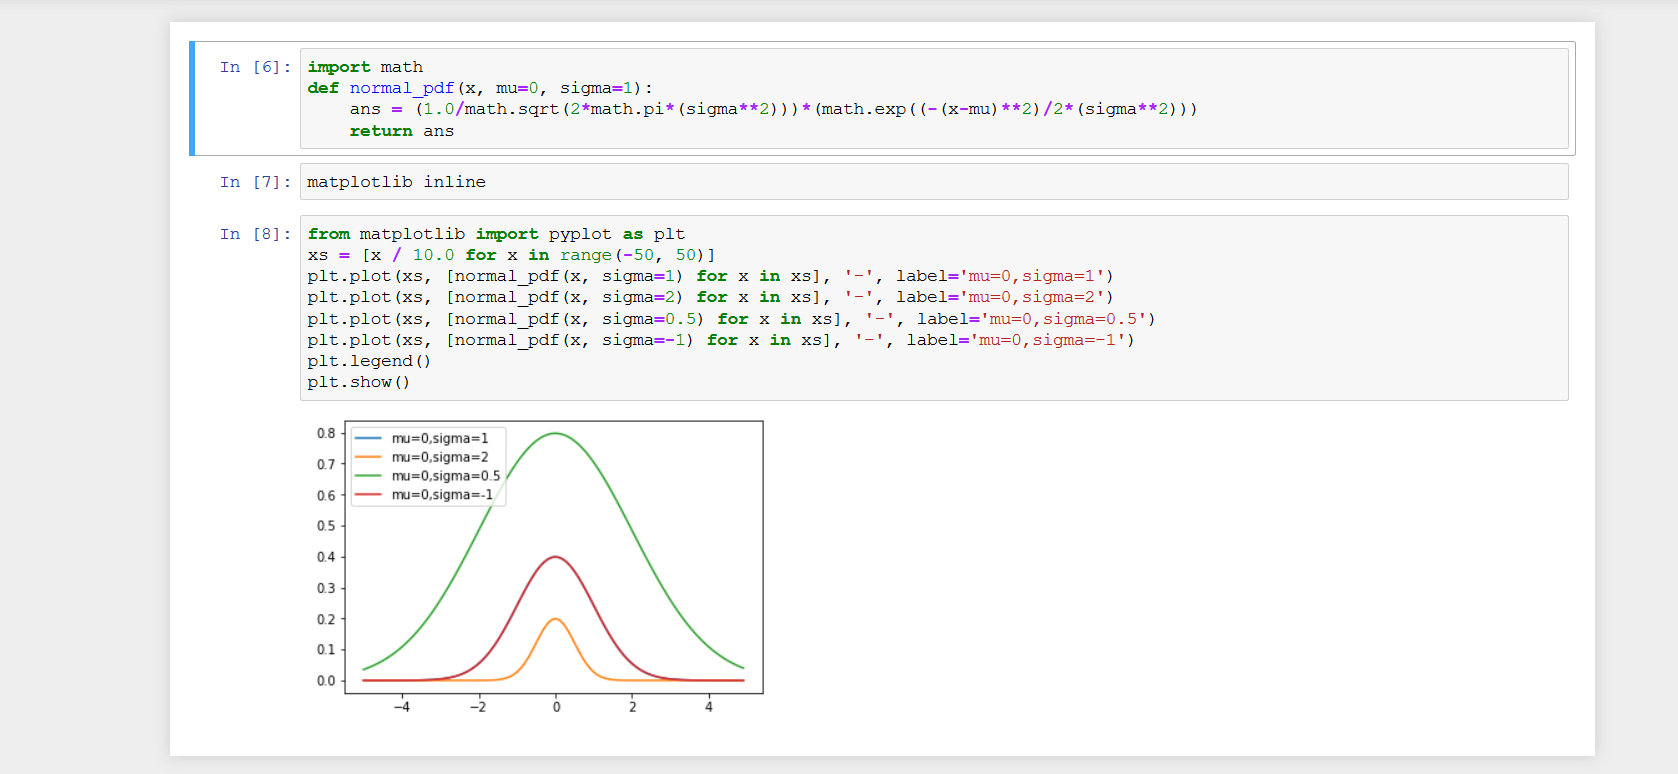 In [6]: import math
def normal_pdf(x, mu=0, sigma=1):
    ans = (1.0/math.sqrt(2*math.pi*(sigma**2)))*(math.exp((-(x-mu)**2)/2*(sigma**2)))
    return ans
In [7]: matplotlib inline
In [8]: from matplotlib import pyplot as plt
xs = [x / 10.0 for x in range(-50, 50)]
plt.plot(xs, [normal_pdf(x, sigma=1) for x in xs], '-', label='mu=0,sigma=1')
plt.plot(xs, [normal_pdf(x, sigma=2) for x in xs], '-', label='mu=0,sigma=2')
plt.plot(xs, [normal_pdf(x, sigma=0.5) for x in xs], '-', label='mu=0,sigma=0.5')
plt.plot(xs, [normal_pdf(x, sigma=-1) for x in xs], '-', label='mu=0,sigma=-1')
plt.legend()
plt.show()
mu=0,sigma=1
mu=0,sigma=2
mu=0,sigma=0.5
mu=0,sigma=-1
0.8
0.7
0.6
0.5
0.4
0.3
0.2
0.1
0.0
−4 −2 0 2 4